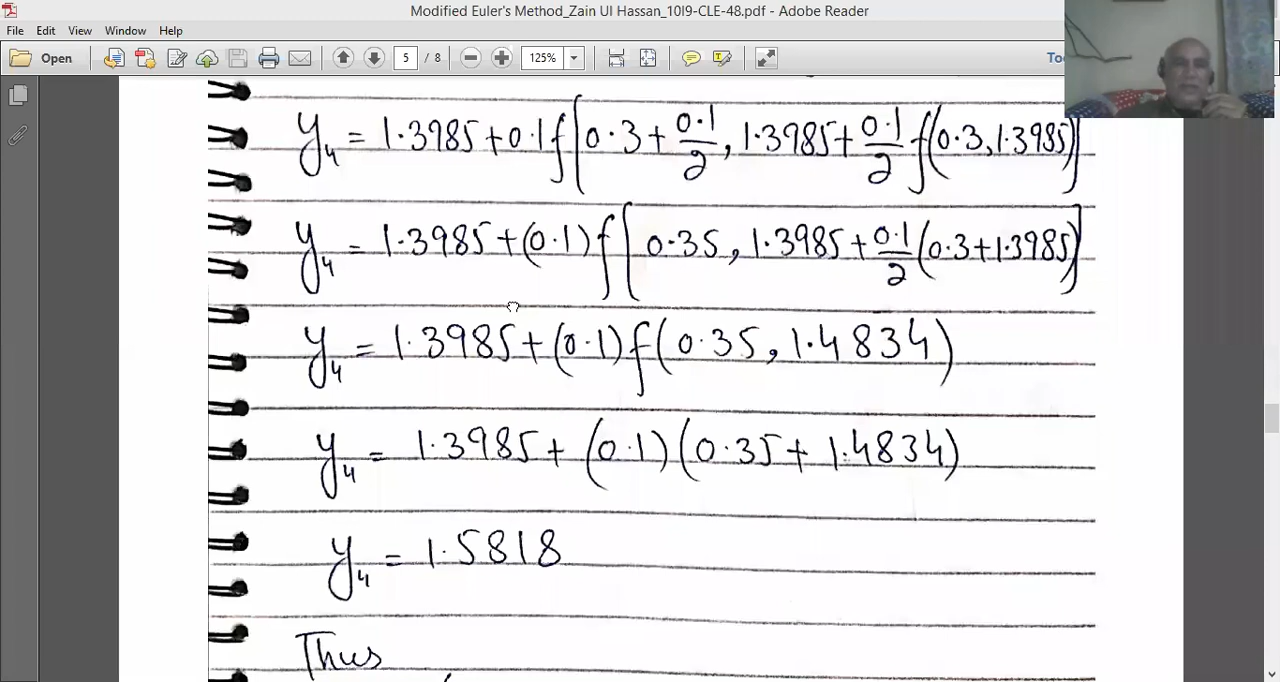 Modified Euler's Method_Zain Ul Hassan_10I9-CLE-48.pdf - Adobe Reader
File Edit View Window Help
Open 5 / 8 125%
y₄ = 1.3985 + 0.1 f[0.3 + 0.1/2, 1.3985 + 0.1/2 f(0.3, 1.3985)]
y₄ = 1.3985 + (0.1) f[0.35, 1.3985 + 0.1/2 (0.3 + 1.3985)]
y₄ = 1.3985 + (0.1) f(0.35, 1.4834)
y₄ = 1.3985 + (0.1)(0.35 + 1.4834)
y₄ = 1.5818
Thus